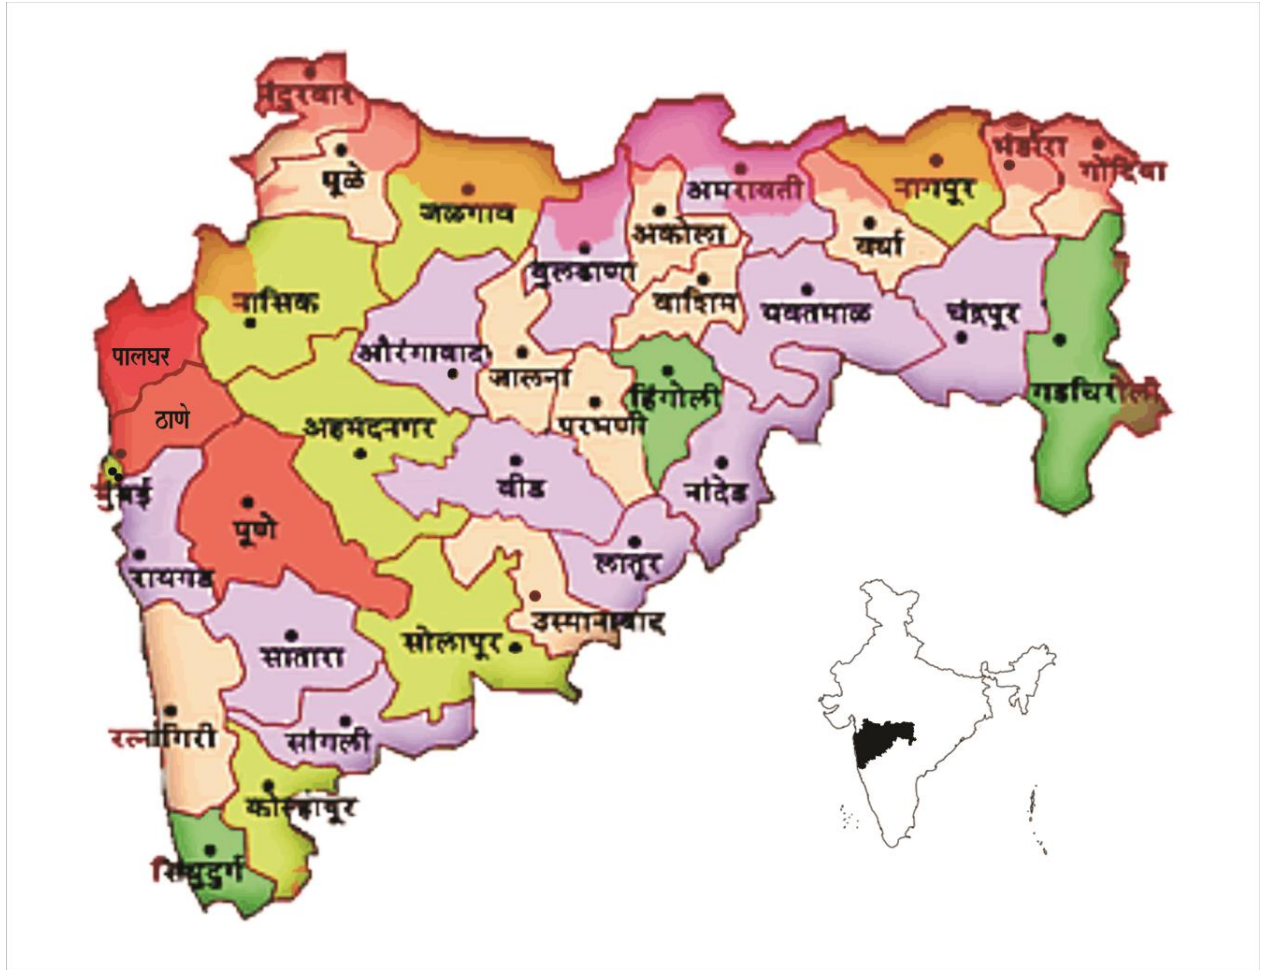 नंदुरबार
धूळे
जळगाव
अमरावती
नागपूर
भंडारा
गोंदिया
अकोला
वर्धा
बुलडाणा
नासिक
वाशिम
यवतमाळ
चंद्रपूर
पालघर
औरंगाबाद
जालना
हिंगोली
गडचिरोली
ठाणे
अहमदनगर
परभणी
मुंबई
बीड
नांदेड
पूणे
रायगड
लातूर
उस्मानाबाद
सातारा
सोलापूर
रत्नागिरी
सांगली
कोल्हापूर
सिंधुदुर्ग